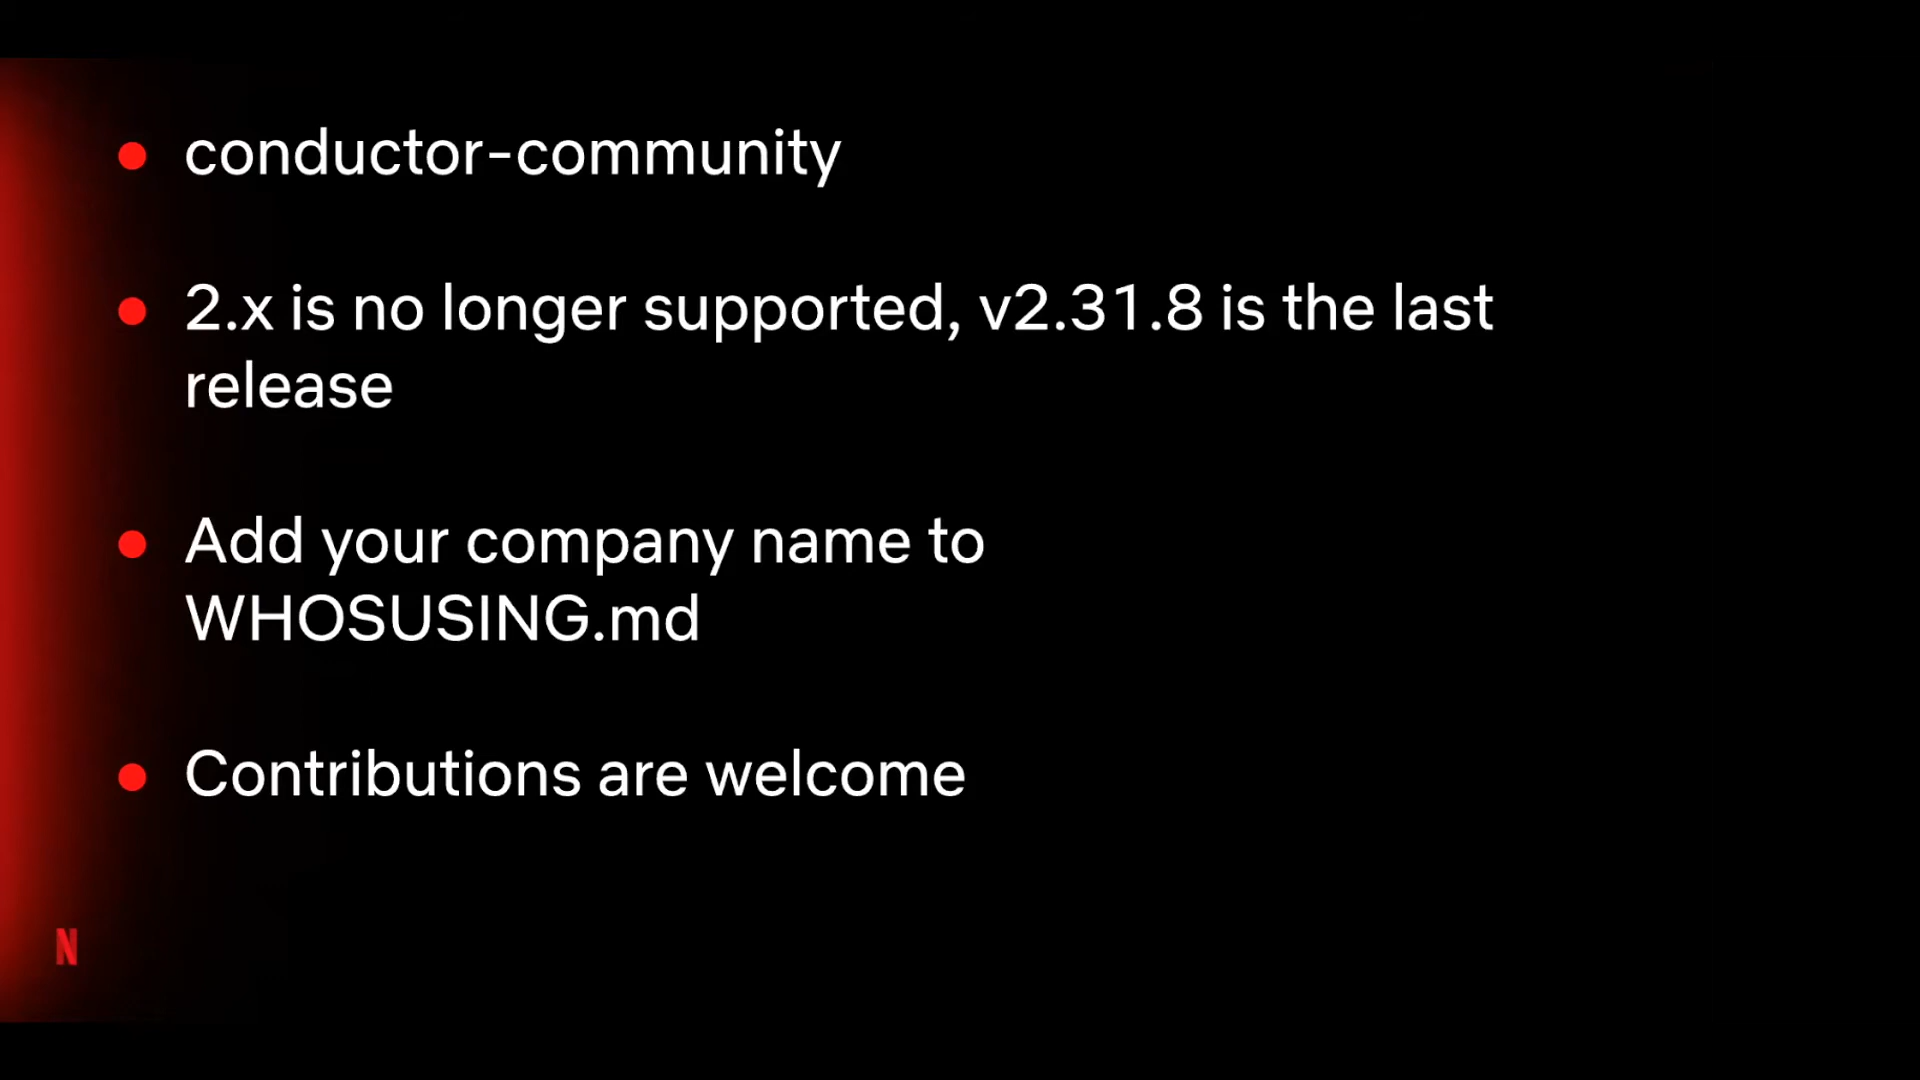 conductor-community
2.x is no longer supported, v2.31.8 is the last
release
Add your company name to
WHOSUSING.md
Contributions are welcome
N